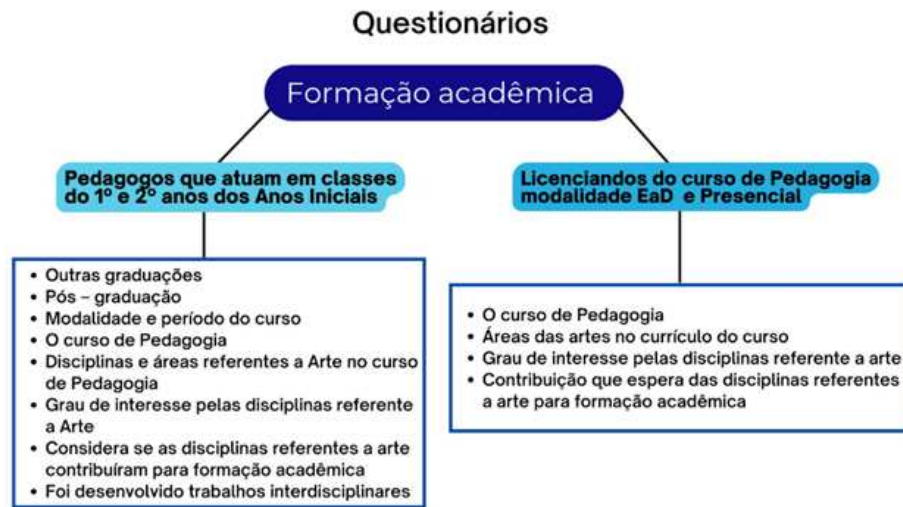 Questionários
Formação acadêmica
Pedagogos que atuam em classes
do 1º e 2º anos dos Anos Iniciais
• Outras graduações
• Pós – graduação
• Modalidade e período do curso
• O curso de Pedagogia
• Disciplinas e áreas referentes a Arte no curso
de Pedagogia
• Grau de interesse pelas disciplinas referente
a Arte
• Considera se as disciplinas referentes a arte
contribuíram para formação acadêmica
• Foi desenvolvido trabalhos interdisciplinares
Licenciandos do curso de Pedagogia
modalidade EaD e Presencial
• O curso de Pedagogia
• Áreas das artes no currículo do curso
• Grau de interesse pelas disciplinas referente a arte
• Contribuição que espera das disciplinas referentes
a arte para formação acadêmica